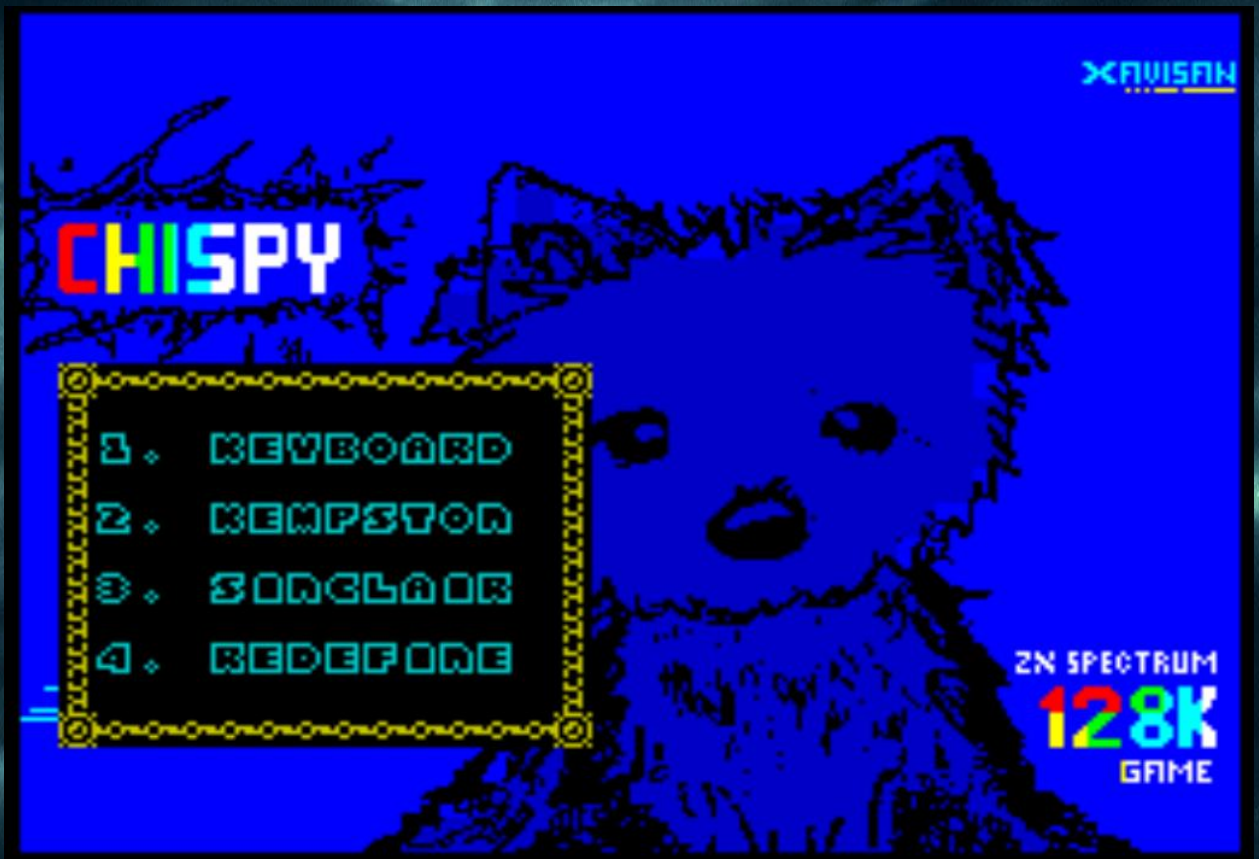 XAVISAN
CHISPY
1. KEYBOARD
2. KEMPSTON
3. SINCLAIR
4. REDEFINE
ZX SPECTRUM
128K
GAME